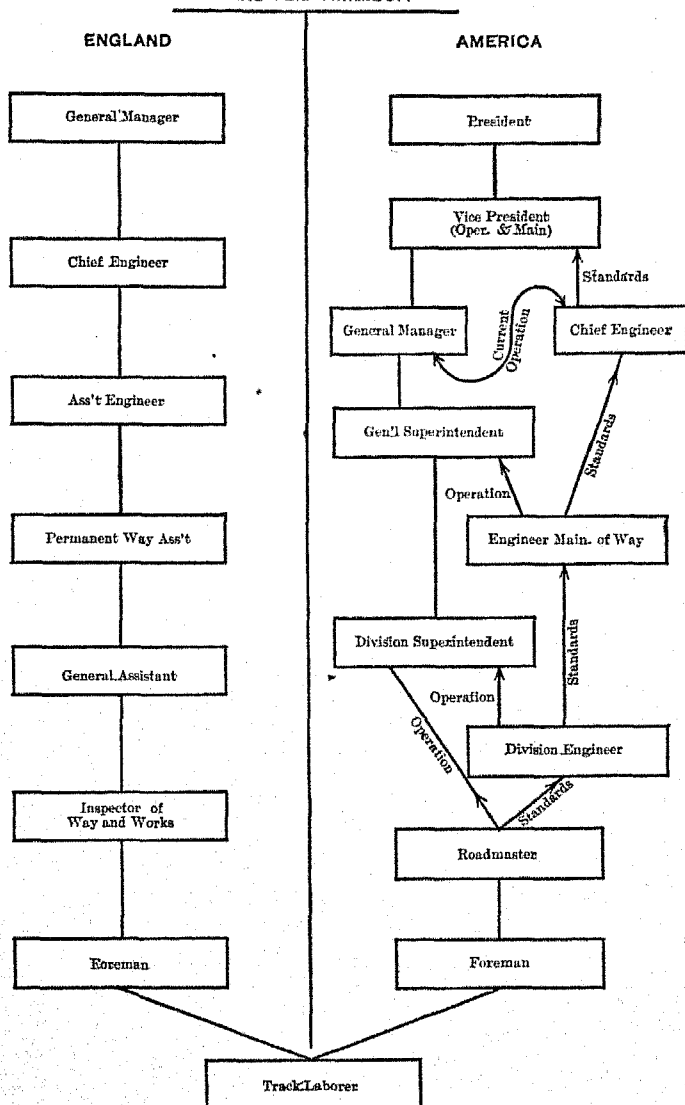 ENGLAND
General Manager
Chief Engineer
Ass't Engineer
Permanent Way Ass't
General Assistant
Inspector of
Way and Works
Foreman
AMERICA
President
Vice President
(Oper. & Main)
Standards
General Manager
Current
Operation
Chief Engineer
Gen'l Superintendent
Standards
Operation
Engineer Main. of Way
Division Superintendent
Standards
Operation
Operation
Division Engineer
Standards
Roadmaster
Foreman
Track Laborer